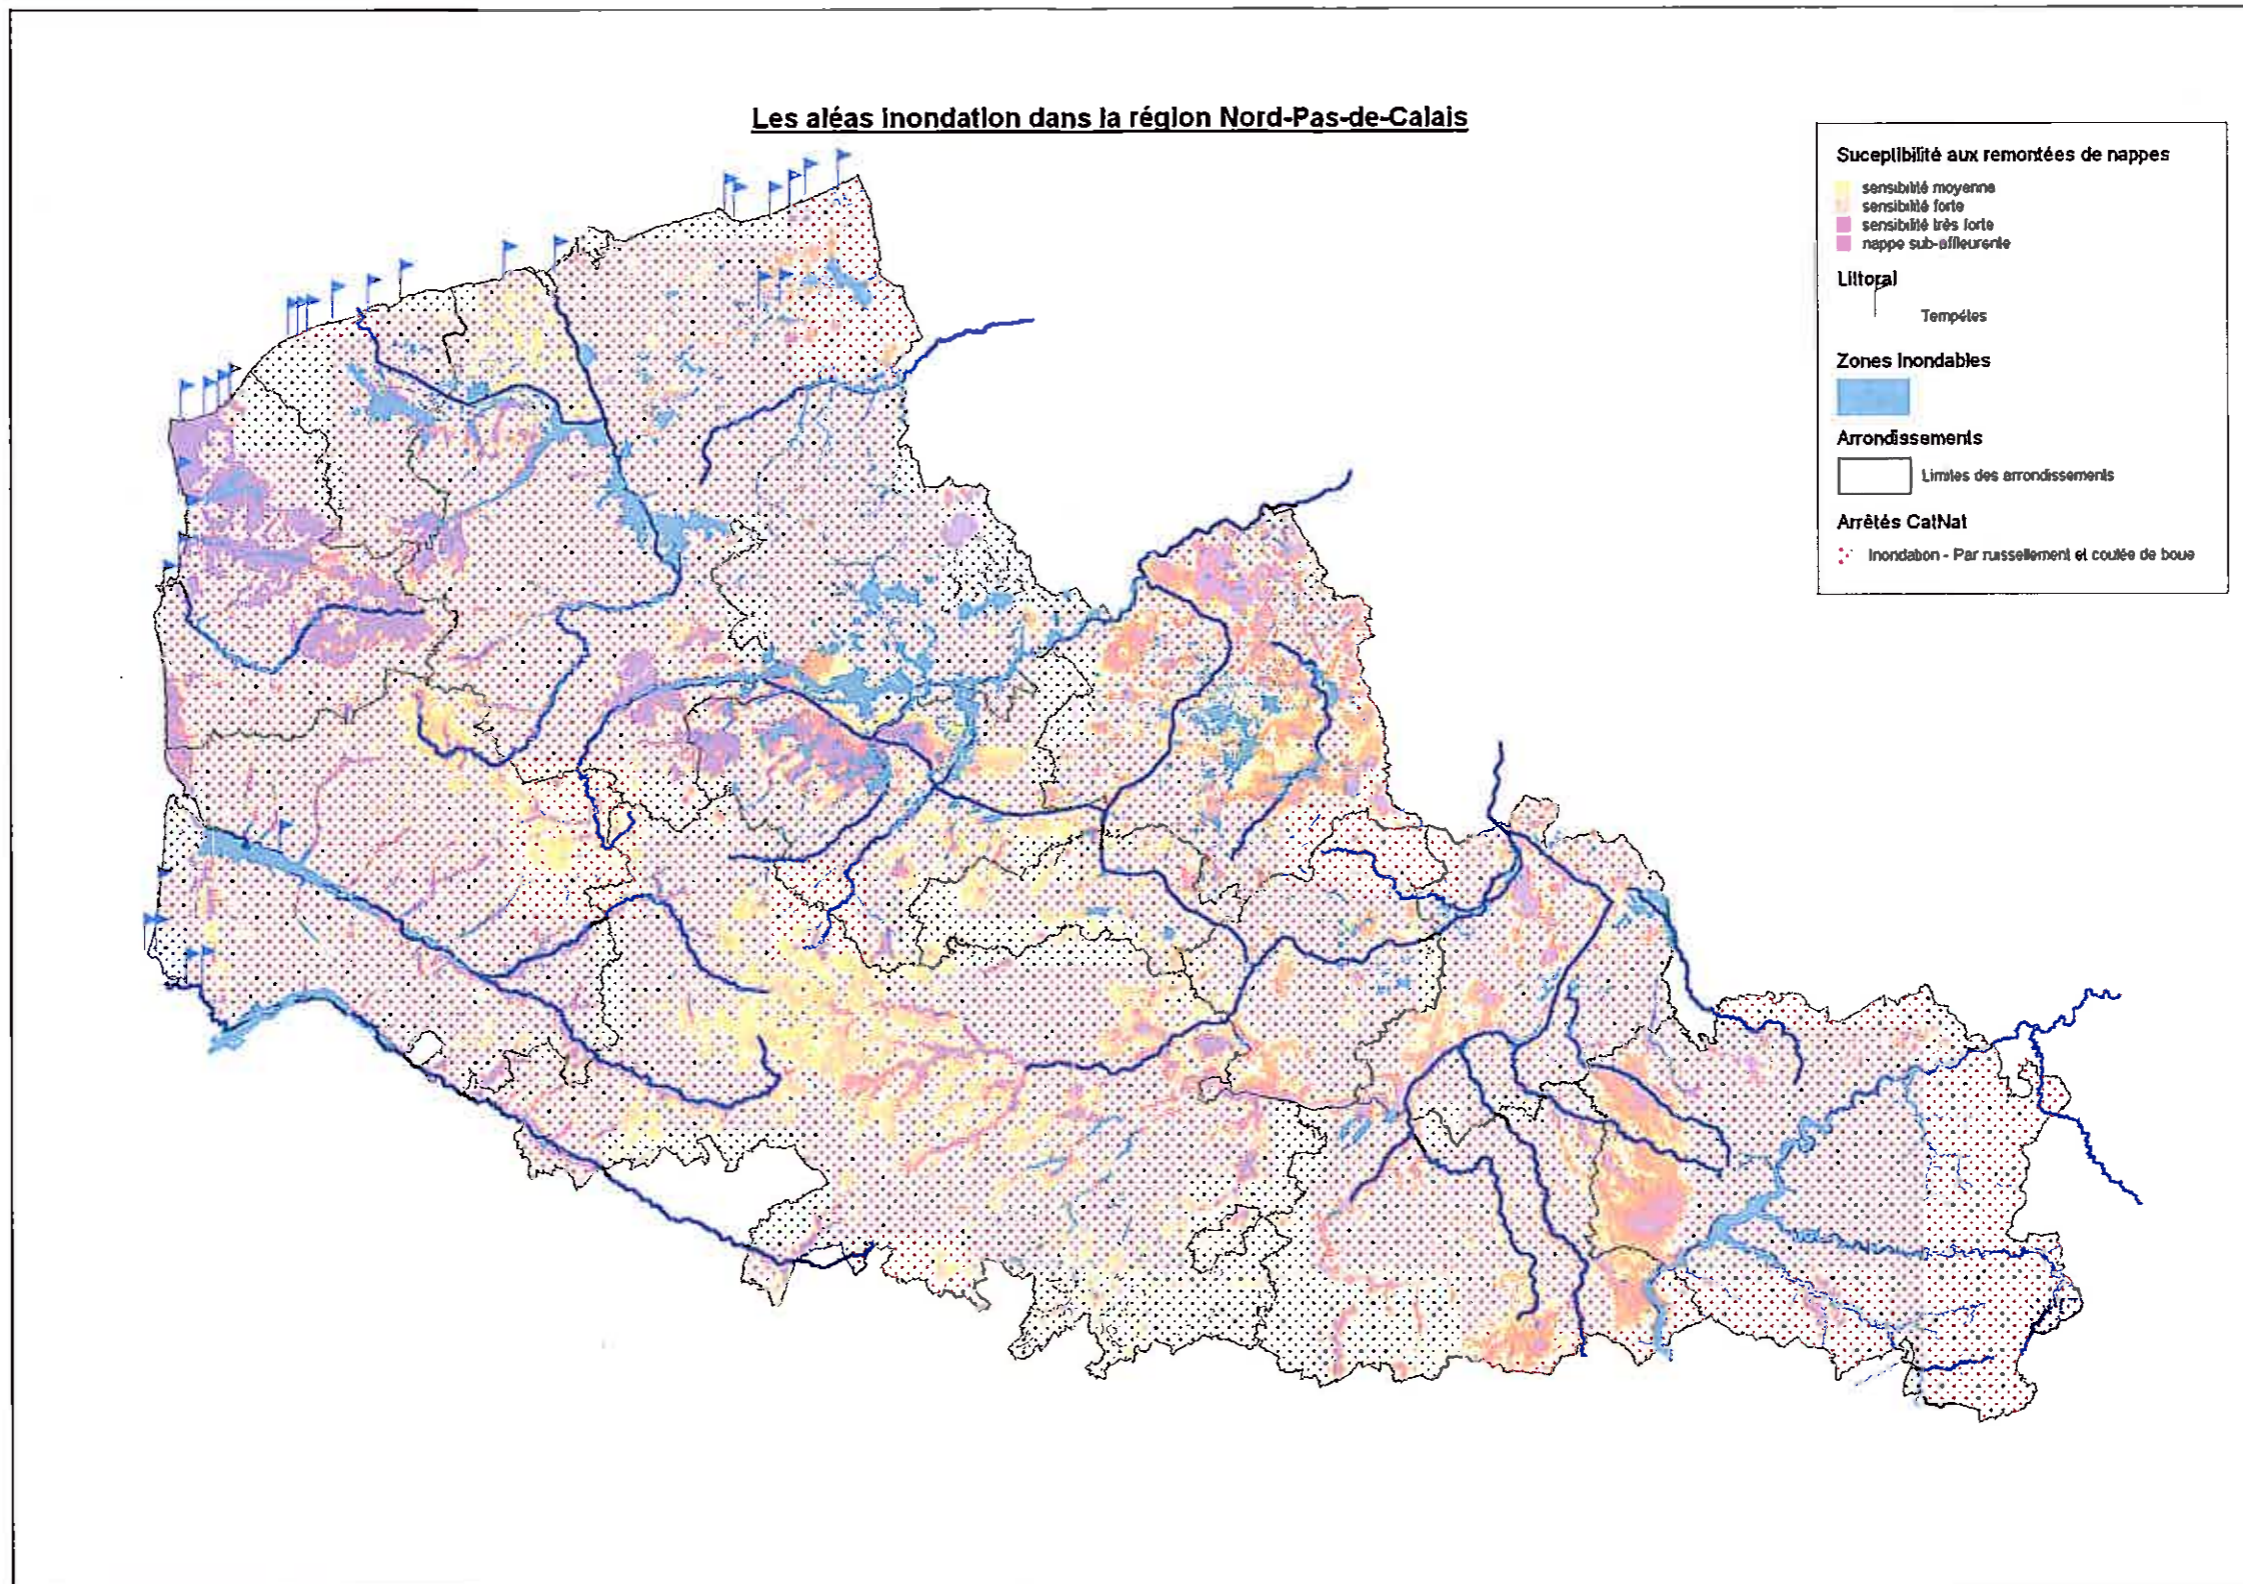 Les aléas inondation dans la région Nord-Pas-de-Calais
Suceptibilité aux remontées de nappes
sensibilité moyenne
sensibilité forte
sensibilité très forte
nappe sub-affleurente
Littoral
Tempêtes
Zones Inondables
Arrondissements
Limites des arrondissements
Arrêtés CatNat
Inondation - Par ruissellement et coulée de boue